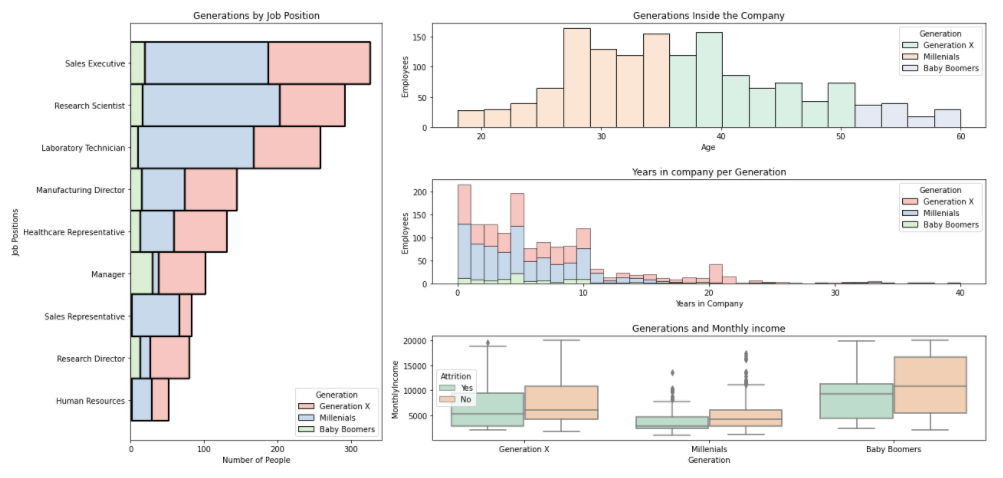 Generations by Job Position
Job Positions
Sales Executive
Research Scientist
Laboratory Technician
Manufacturing Director
Healthcare Representative
Manager
Sales Representative
Research Director
Human Resources
Generation
Generation X
Millenials
Baby Boomers
0 100 200 300
Number of People
Generations Inside the Company
Employees
150
100
50
0
Generation
Generation X
Millenials
Baby Boomers
20 30 40 50 60
Age
Years in company per Generation
Employees
200
150
100
50
0
Generation
Generation X
Millenials
Baby Boomers
0 10 20 30 40
Years in Company
Generations and Monthly income
MonthlyIncome
20000
15000
10000
5000
Attrition
Yes
No
Generation X Millenials Baby Boomers
Generation